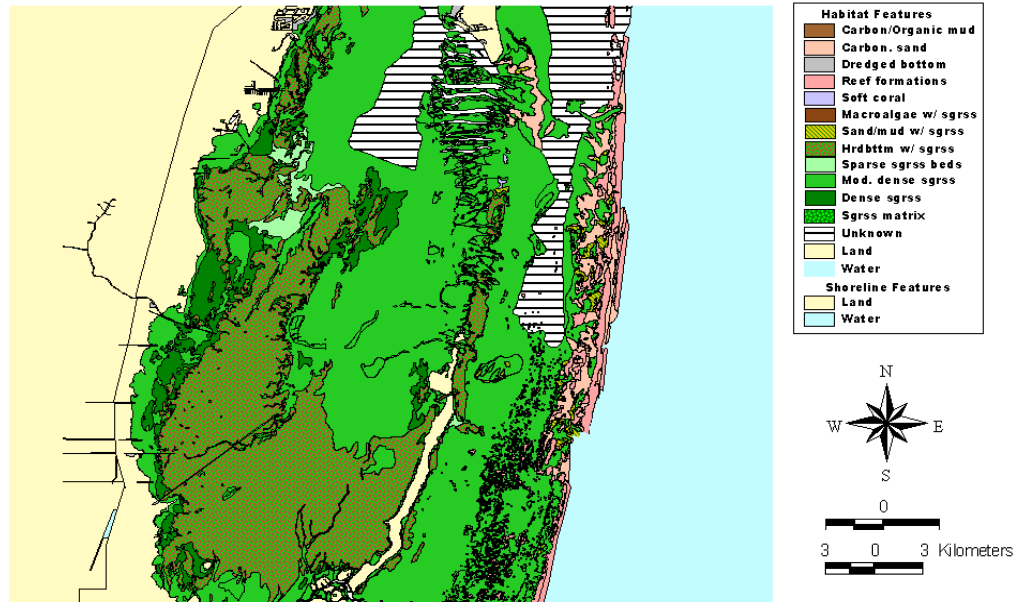 Habitat Features
Carbon/Organic mud
Carbon. sand
Dredged bottom
Reef formations
Soft coral
Macroalgae w/ sgrss
Sand/mud w/ sgrss
Hrdbttm w/ sgrss
Sparse sgrss beds
Mod. dense sgrss
Dense sgrss
Sgrss matrix
Unknown
Land
Water
Shoreline Features
Land
Water
N
W E
S
0
3 0 3 Kilometers